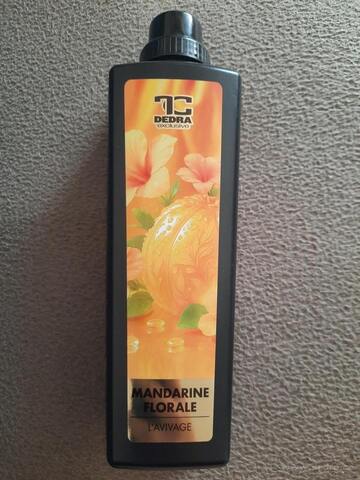 DEDRA
exclusive
MANDARINE
FLORALE
L'AVIVAGE